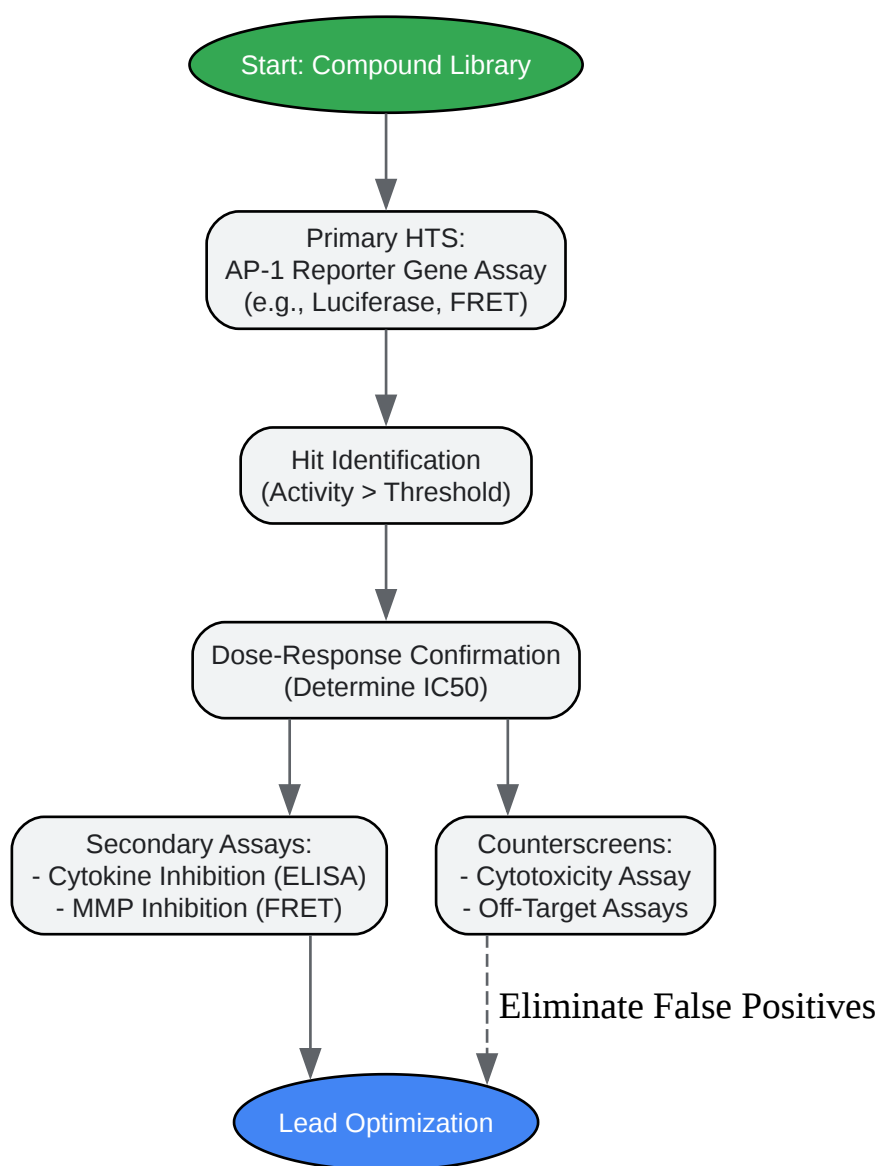 Start: Compound Library
Primary HTS:
AP-1 Reporter Gene Assay
(e.g., Luciferase, FRET)
Hit Identification
(Activity > Threshold)
Dose-Response Confirmation
(Determine IC50)
Secondary Assays:
- Cytokine Inhibition (ELISA)
- MMP Inhibition (FRET)
Counterscreens:
- Cytotoxicity Assay
- Off-Target Assays
Eliminate False Positives
Lead Optimization